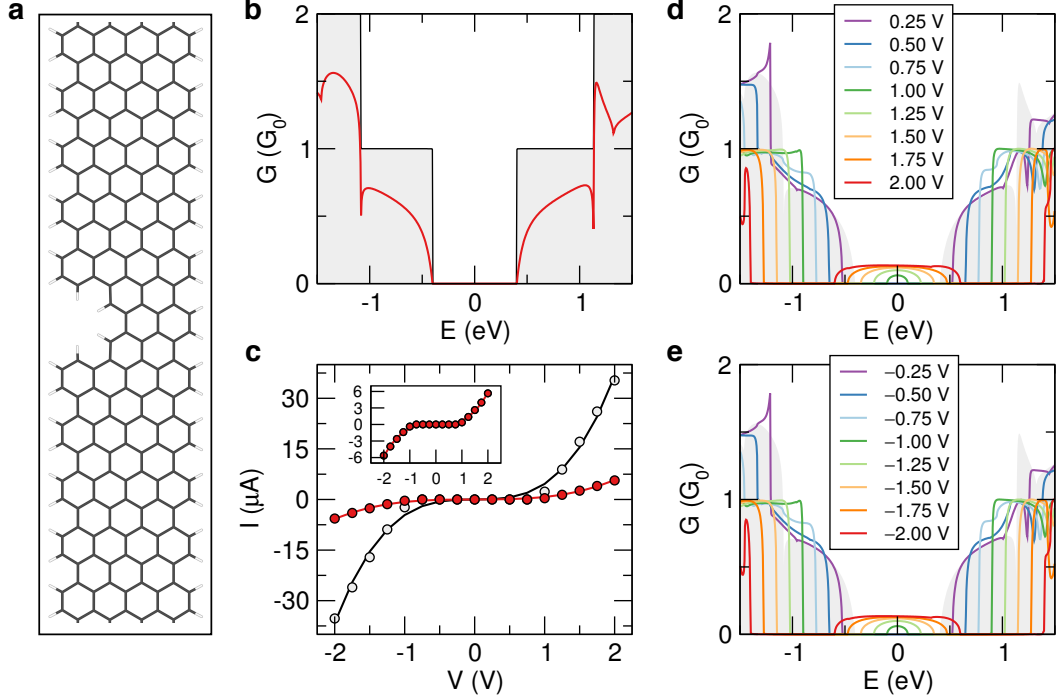 a
b
2
1
0
G (G0)
-1
0
1
E (eV)
c
30
15
0
-15
-30
I (μA)
6
3
0
-3
-6
-2
-1
0
1
2
-2
-1
0
1
2
V (V)
d
2
1
0
G (G0)
0.25 V
0.50 V
0.75 V
1.00 V
1.25 V
1.50 V
1.75 V
2.00 V
-1
0
1
E (eV)
e
2
1
0
G (G0)
−0.25 V
−0.50 V
−0.75 V
−1.00 V
−1.25 V
−1.50 V
−1.75 V
−2.00 V
-1
0
1
E (eV)